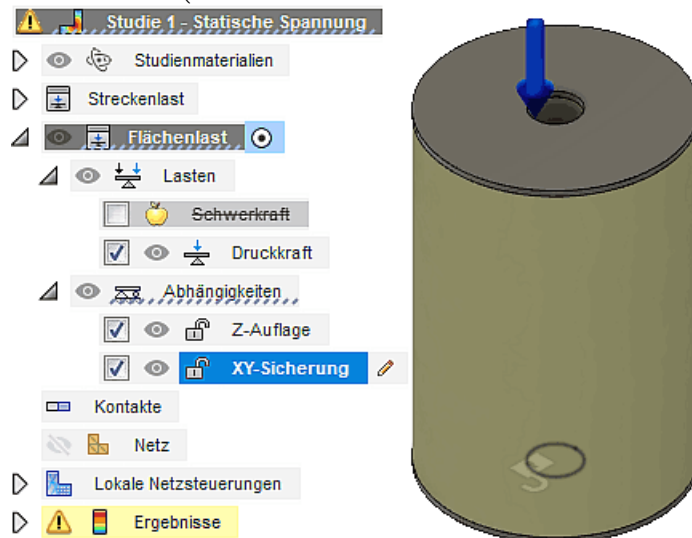 Studie 1 - Statische Spannung
Studienmaterialien
Streckenlast
Flächenlast
Lasten
Schwerkraft
Druckkraft
Abhängigkeiten
Z-Auflage
XY-Sicherung
Kontakte
Netz
Lokale Netzsteuerungen
Ergebnisse